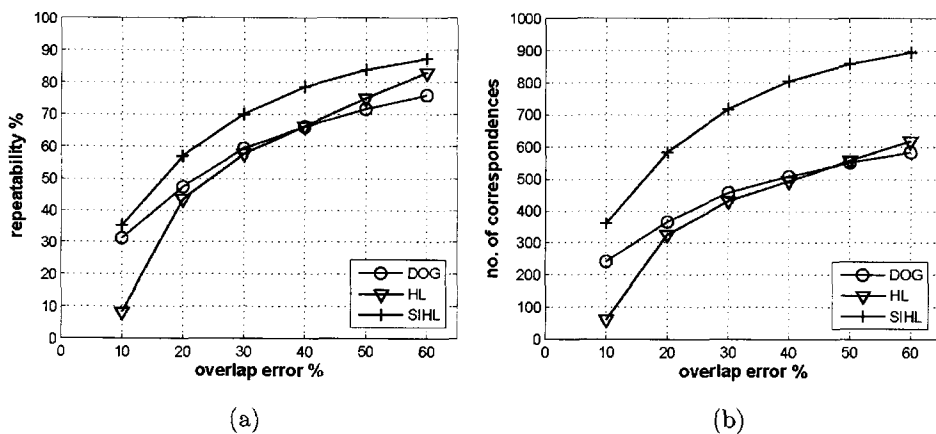 100
90
80
70
60
50
40
30
20
10
0
repeatability %
DOG
HL
SIHL
0 10 20 30 40 50 60
overlap error %
(a)
1000
900
800
700
600
500
400
300
200
100
0
no. of correspondences
DOG
HL
SIHL
0 10 20 30 40 50 60
overlap error %
(b)